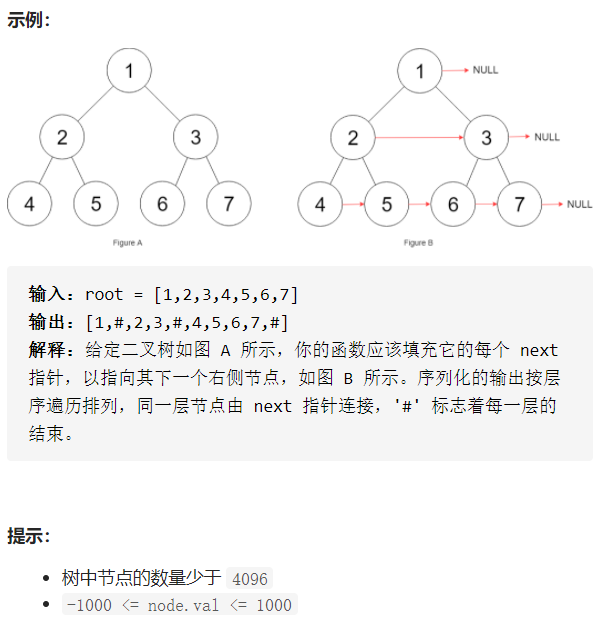 示例：
1
1 NULL
2 3
2 3 NULL
4 5 6 7
4 5 6 7 NULL
Figure A
Figure B
输入：root = [1,2,3,4,5,6,7]
输出：[1,#,2,3,#,4,5,6,7,#]
解释：给定二叉树如图 A 所示，你的函数应该填充它的每个 next
指针，以指向其下一个右侧节点，如图 B 所示。序列化的输出按层
序遍历排列，同一层节点由 next 指针连接，'#' 标志着每一层的
结束。
提示：
树中节点的数量少于 4096
-1000 <= node.val <= 1000